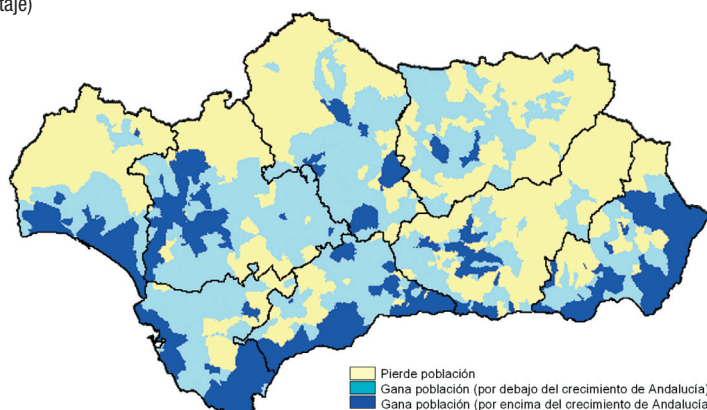 taje)
Pierde población
Gana población (por debajo del crecimiento de Andalucía)
Gana población (por encima del crecimiento de Andalucía